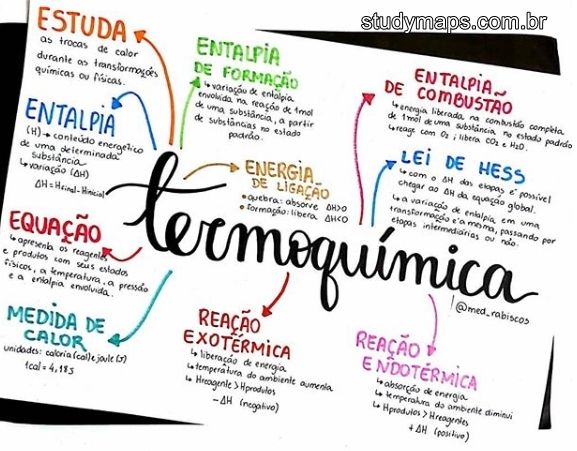 studymaps.com.br
ESTUDA
as trocas de calor
durante as transformações
químicas ou físicas.
ENTALPIA
DE FORMAÇÃO
↳ variação de entalpia
envolvida na reação de 1mol
de uma substância, a partir
de substâncias no estado
padrão.
ENTALPIA
DE COMBUSTÃO
↳ energia liberada na combustão completa
de 1mol de uma substância no estado padrão
↳ reage com O₂; libera CO₂ e H₂O.
ENTALPIA
(H) → conteúdo energético
de uma determinada
substância
↳ variação (ΔH)
ΔH = Hfinal - Hinicial
ENERGIA
DE LIGAÇÃO
• quebra: absorve ΔH>0
• formação: libera ΔH<0
LEI DE HESS
↳ com o ΔH das etapas é possível
chegar ao ΔH da equação global.
↳ a variação de entalpia em uma
transformação é a mesma, passando por
etapas intermediárias ou não.
termoquímica
@med_rabiscos
EQUAÇÃO
↳ apresenta os reagentes
e produtos com seus estados
físicos, a temperatura, a pressão
e a entalpia envolvida.
MEDIDA DE
CALOR
unidades: caloria (cal) e joule (J)
1cal = 4,18J
REAÇÃO
EXOTÉRMICA
↳ liberação de energia
↳ temperatura do ambiente aumenta
↳ Hreagente > Hprodutos
-ΔH (negativo)
REAÇÃO
ENDOTÉRMICA
↳ absorção de energia
↳ temperatura do ambiente diminui
↳ Hprodutos > Hreagentes
+ΔH (positivo)